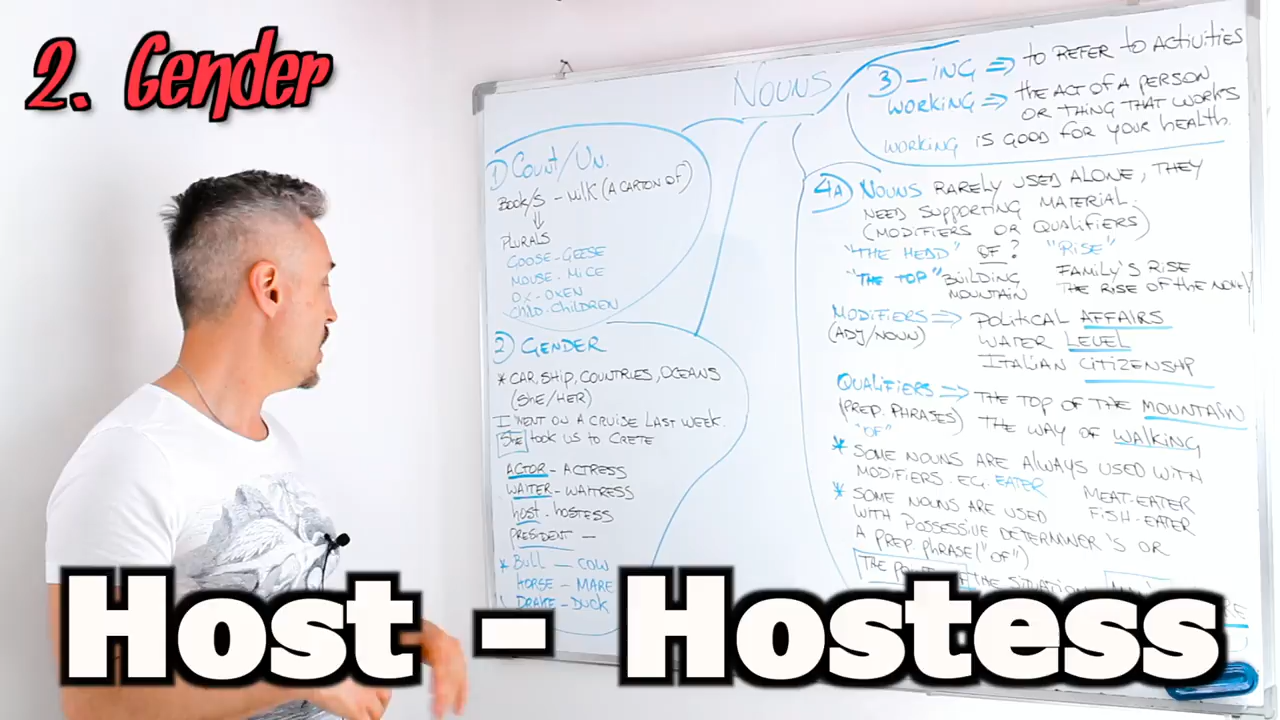 2. Gender
NOUNS
1) COUNT/UN.
BOOK/S - MILK (A CARTON OF)
PLURALS
GOOSE-GEESE
MOUSE-MICE
OX-OXEN
CHILD-CHILDREN
2) GENDER
* CAR, SHIP, COUNTRIES, OCEANS
(SHE/HER)
I WENT ON A CRUISE LAST WEEK.
SHE TOOK US TO CRETE
ACTOR - ACTRESS
WAITER - WAITRESS
HOST - HOSTESS
PRESIDENT —
* BULL — COW
HORSE - MARE
DRAKE - DUCK
3) -ING ⇒ TO REFER TO ACTIVITIES
WORKING ⇒ THE ACT OF A PERSON
OR THING THAT WORKS
WORKING IS GOOD FOR YOUR HEALTH.
4A) NOUNS RARELY USED ALONE, THEY
NEED SUPPORTING MATERIAL.
(MODIFIERS OR QUALIFIERS)
"THE HEAD" OF? "RISE"
"THE TOP" BUILDING FAMILY'S RISE
MOUNTAIN THE RISE OF THE
MODIFIERS ⇒ POLITICAL AFFAIRS
(ADJ/NOUN) WATER LEVEL
ITALIAN CITIZENSHIP
QUALIFIERS ⇒ THE TOP OF THE MOUNTAIN
(PREP. PHRASES) THE WAY OF WALKING
"OF"
* SOME NOUNS ARE ALWAYS USED WITH
MODIFIERS. EG. EATER MEAT-EATER
* SOME NOUNS ARE USED FISH-EATER
WITH POSSESSIVE DETERMINER 'S OR
A PREP. PHRASE ("OF")
THE SITUATION
Host - Hostess